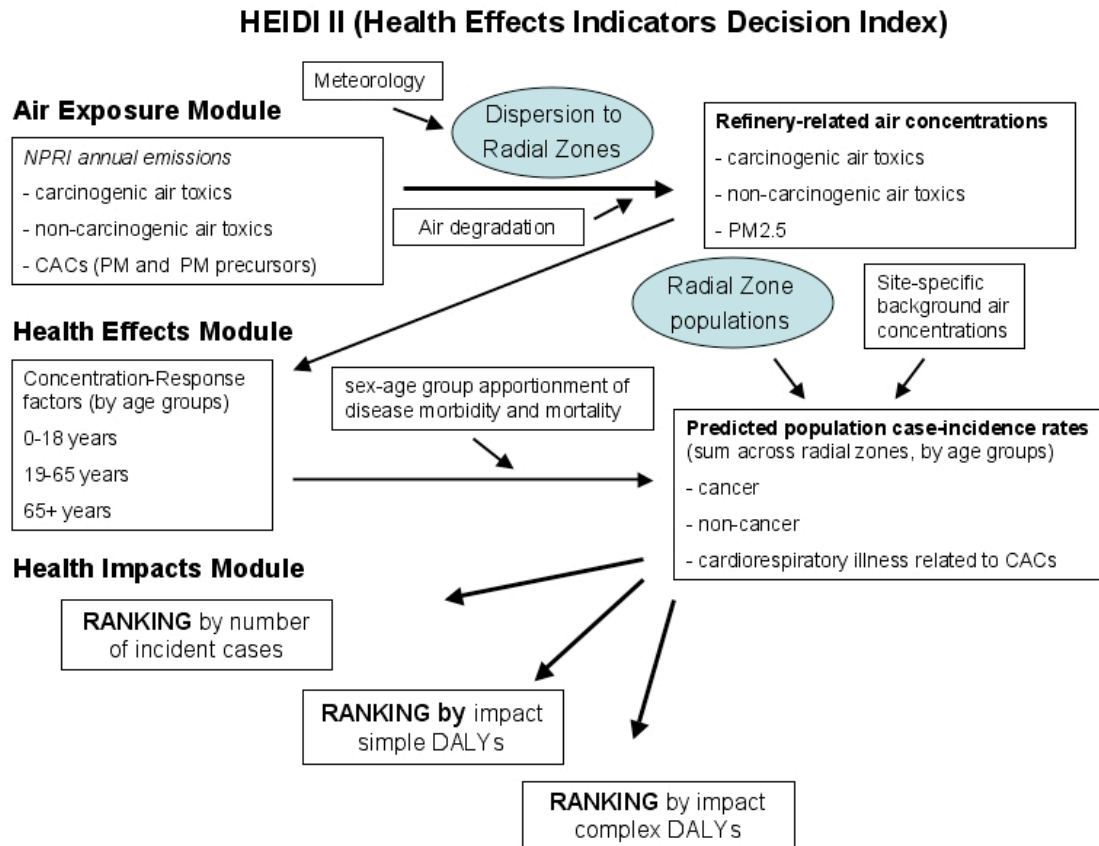 HEIDI II (Health Effects Indicators Decision Index)
Meteorology
Air Exposure Module
Dispersion to
Radial Zones
NPRI annual emissions
- carcinogenic air toxics
- non-carcinogenic air toxics
- CACs (PM and PM precursors)
Air degradation
Refinery-related air concentrations
- carcinogenic air toxics
- non-carcinogenic air toxics
- PM2.5
Radial Zone
populations
Site-specific
background air
concentrations
Health Effects Module
Concentration-Response
factors (by age groups)
0-18 years
19-65 years
65+ years
sex-age group apportionment of
disease morbidity and mortality
Predicted population case-incidence rates
(sum across radial zones, by age groups)
- cancer
- non-cancer
- cardiorespiratory illness related to CACs
Health Impacts Module
RANKING by number
of incident cases
RANKING by impact
simple DALYs
RANKING by impact
complex DALYs